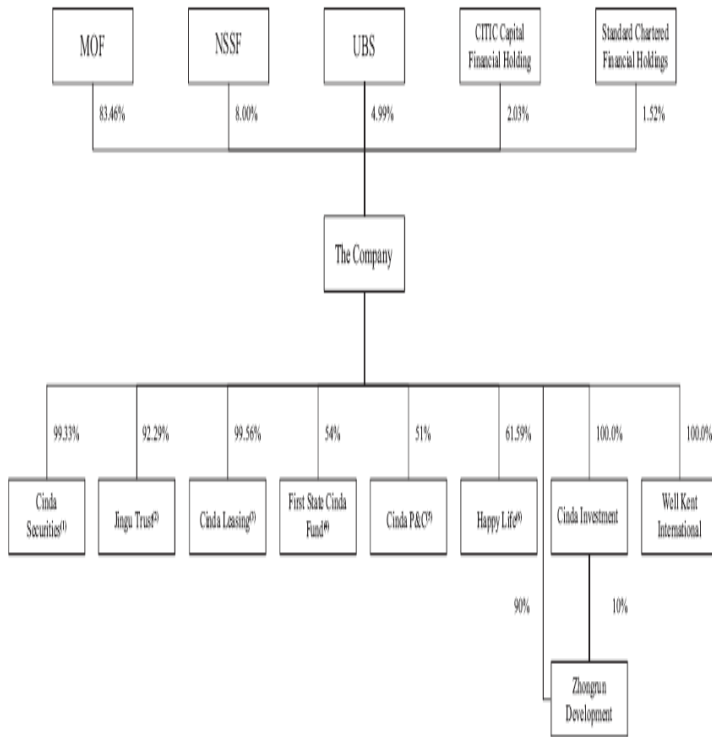 MOF
NSSF
UBS
CITIC Capital
Financial Holding
Standard Chartered
Financial Holdings
83.46%
8.00%
4.99%
2.03%
1.52%
The Company
99.33%
92.29%
99.56%
54%
51%
61.59%
100.0%
100.0%
Cinda
Securities(1)
Jingu Trust(2)
Cinda Leasing(3)
First State Cinda
Fund(4)
Cinda P&C(5)
Happy Life(6)
Cinda Investment
Well Kent
International
90%
10%
Zhongrun
Development